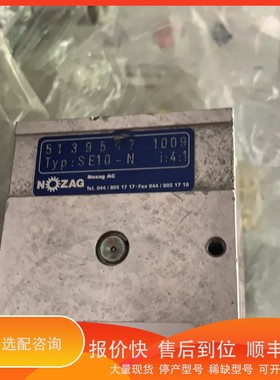 5139557 1009
Typ:SE10-N i:4:1
NOZAG Nozag AG
Tel. 044 / 805 17 17 · Fax 044 / 805 17 18
选配咨询
报价快 售后到位 顺丰
大量现货 停产型号 稀缺型号 可